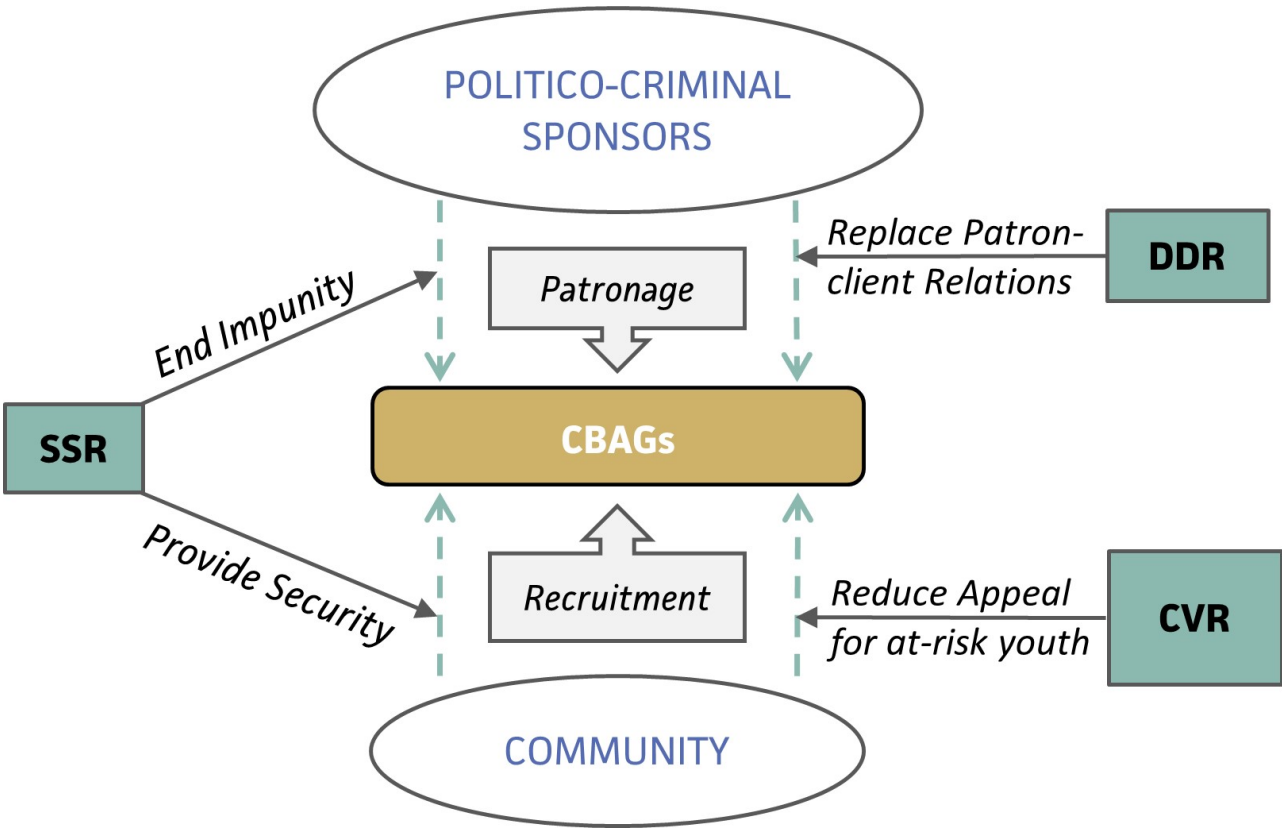 POLITICO-CRIMINAL
SPONSORS
Replace Patron-
client Relations
DDR
Patronage
End Impunity
SSR
CBAGs
Provide Security
Recruitment
Reduce Appeal
for at-risk youth
CVR
COMMUNITY